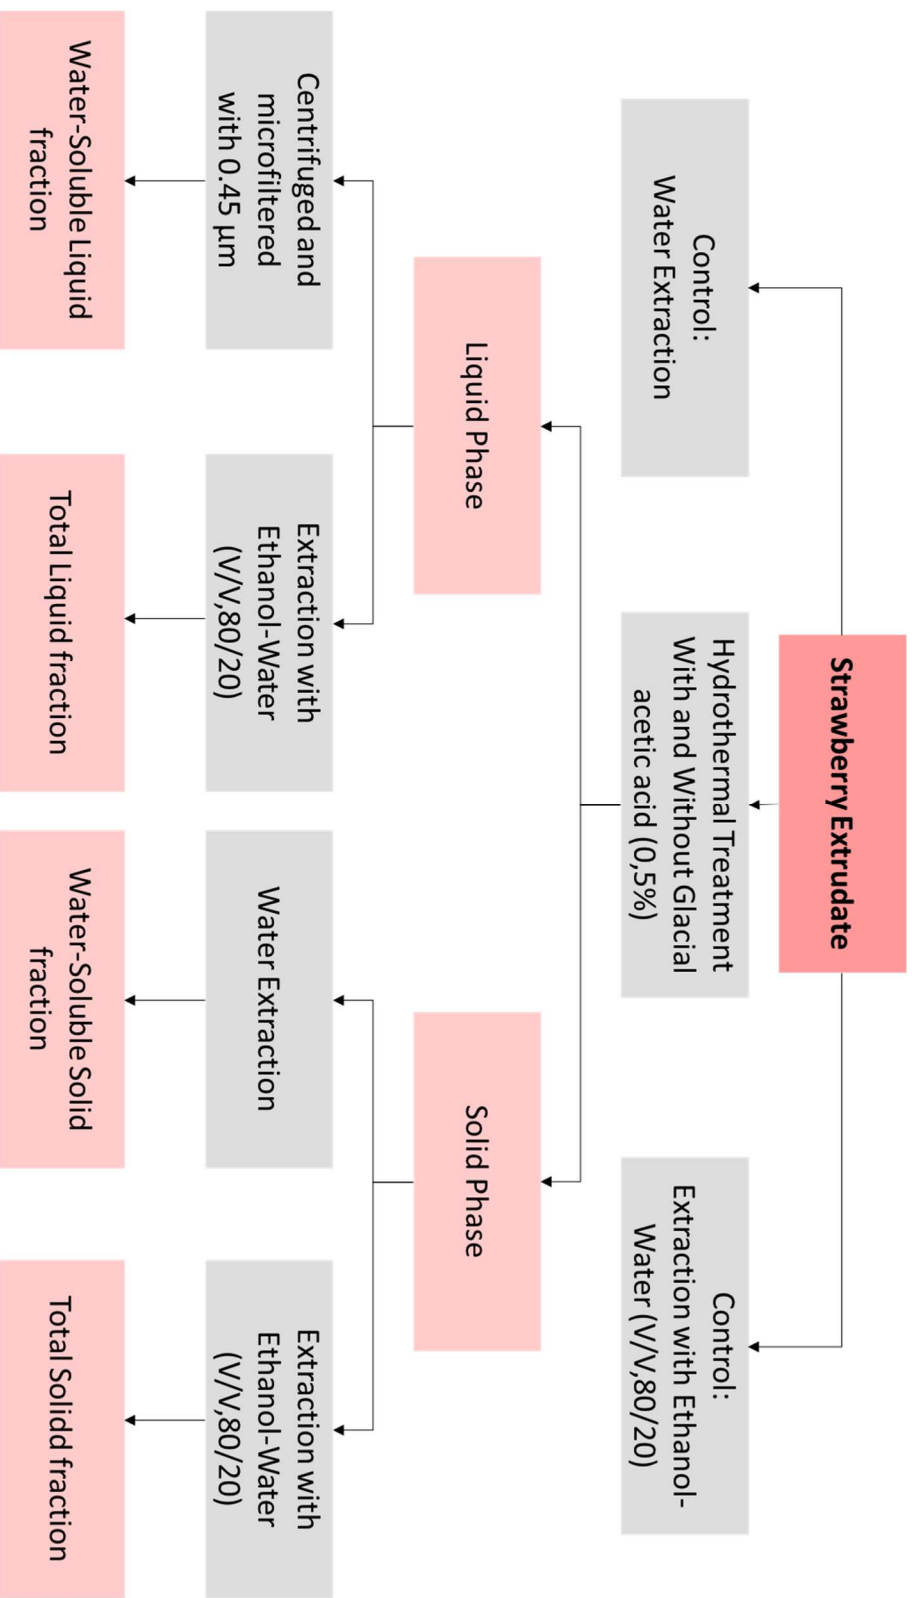 Strawberry Extrudate
Control:
Water Extraction
Hydrothermal Treatment
With and Without Glacial
acetic acid (0,5%)
Control:
Extraction with Ethanol-
Water (V/V,80/20)
Liquid Phase
Solid Phase
Centrifuged and
microfiltered
with 0.45 µm
Extraction with
Ethanol-Water
(V/V,80/20)
Water Extraction
Extraction with
Ethanol-Water
(V/V,80/20)
Water-Soluble Liquid
fraction
Total Liquid fraction
Water-Soluble Solid
fraction
Total Solidd fraction